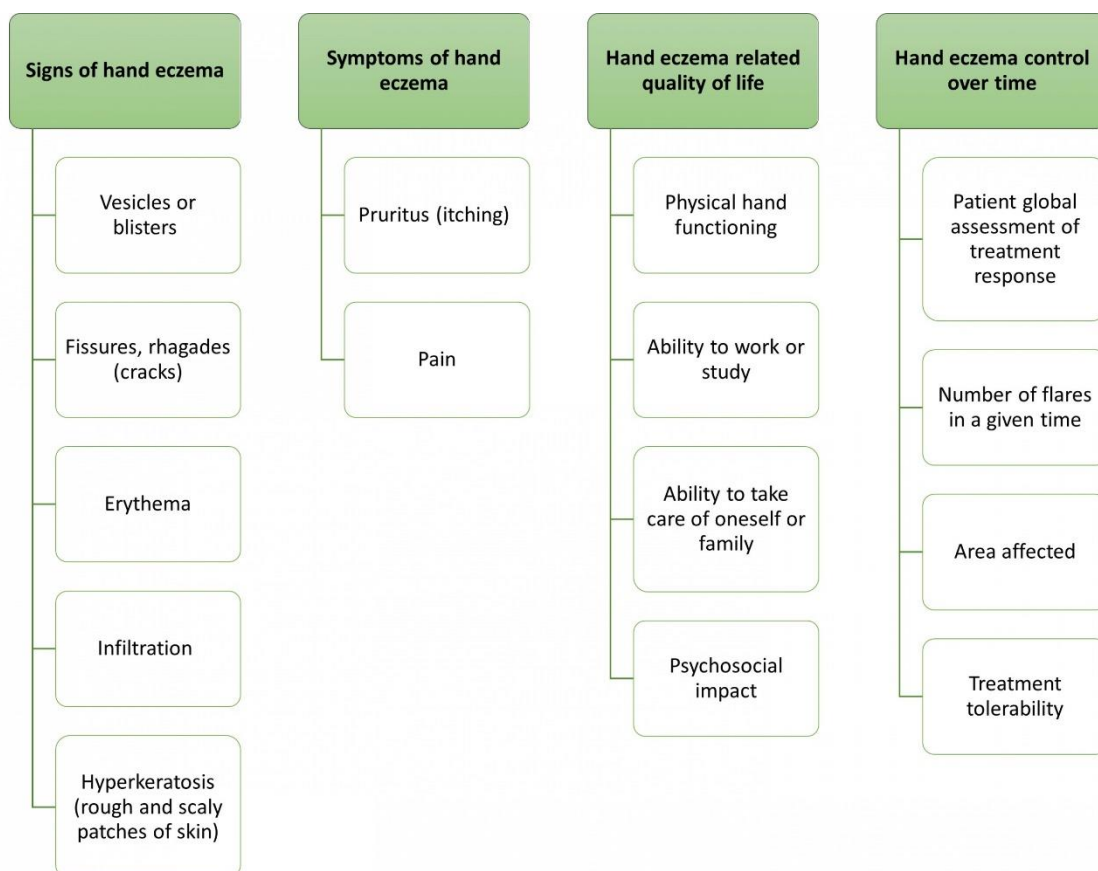 Signs of hand eczema
Vesicles or
blisters
Fissures, rhagades
(cracks)
Erythema
Infiltration
Hyperkeratosis
(rough and scaly
patches of skin)
Symptoms of hand
eczema
Pruritus (itching)
Pain
Hand eczema related
quality of life
Physical hand
functioning
Ability to work or
study
Ability to take
care of oneself or
family
Psychosocial
impact
Hand eczema control
over time
Patient global
assessment of
treatment
response
Number of flares
in a given time
Area affected
Treatment
tolerability